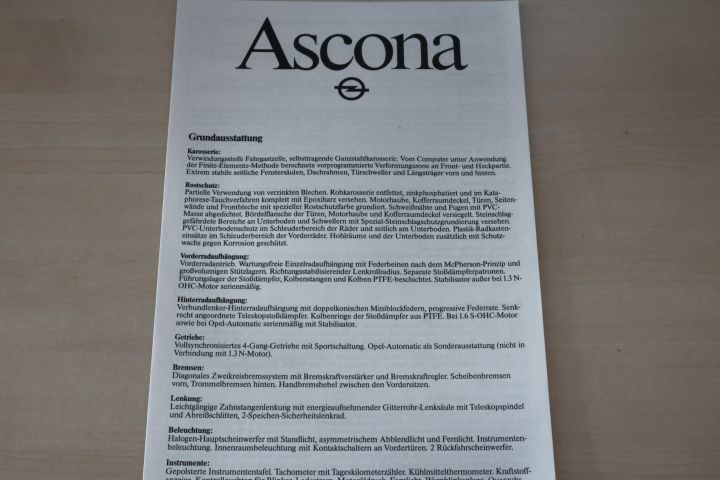 Ascona
Grundausstattung
Karosserie:
Verwindungssteife Fahrgastzelle, selbsttragende Ganzstahlkarosserie. Vom Computer unter Anwendung
der Finite-Elemente-Methode berechnete vorprogrammierte Verformungszone an Front- und Heckpartie.
Extrem stabile seitliche Fenstersäulen, Dachrahmen, Türschweller und Längsträger vorn und hinten.
Rostschutz:
Partielle Verwendung von verzinkten Blechen. Rohkarosserie entfettet, zinkphosphatiert und im Kata-
phorese-Tauchverfahren komplett mit Epoxiharz versehen. Motorhaube, Kofferraumdeckel, Türen, Seiten-
wände und Frontbleche mit spezieller Rostschutzfarbe grundiert. Schweißnähte und Fugen mit PVC-
Masse abgedichtet. Bördelflansche der Türen, Motorhaube und Kofferraumdeckel versiegelt. Steinschlag-
gefährdete Bereiche an Unterboden und Schwellern mit Spezial-Steinschlagschutzgrundierung versehen.
PVC-Unterbodenschutz im Schleuderbereich der Räder und seitlich am Unterboden. Plastik-Radkasten-
einsätze im Schleuderbereich der Vorderräder. Hohlräume und der Unterboden zusätzlich mit Schutz-
wachs gegen Korrosion geschützt.
Vorderradaufhängung:
Vorderradantrieb. Wartungsfreie Einzelradaufhängung mit Federbeinen nach dem McPherson-Prinzip und
großvolumigen Stützlagern. Richtungsstabilisierender Lenkrollradius. Separate Stoßdämpferpatronen.
Führungslager der Stoßdämpfer, Kolbenstangen und Kolben PTFE-beschichtet. Stabilisator außer bei 1.3 N-
OHC-Motor serienmäßig.
Hinterradaufhängung:
Verbundlenker-Hinterradaufhängung mit doppelkonischen Miniblockfedern, progressive Federrate. Senk-
recht angeordnete Teleskopstoßdämpfer. Kolbenringe der Stoßdämpfer aus PTFE. Bei 1.6 S-OHC-Motor
sowie bei Opel-Automatic serienmäßig mit Stabilisator.
Getriebe:
Vollsynchronisiertes 4-Gang-Getriebe mit Sportschaltung. Opel-Automatic als Sonderausstattung (nicht in
Verbindung mit 1.3 N-Motor).
Bremsen:
Diagonales Zweikreisbremssystem mit Bremskraftverstärker und Bremskraftregler. Scheibenbremsen
vorn, Trommelbremsen hinten. Handbremshebel zwischen den Vordersitzen.
Lenkung:
Leichtgängige Zahnstangenlenkung mit energieaufnehmender Gitterrohr-Lenksäule mit Teleskopspindel
und Abreißschlitten, 2-Speichen-Sicherheitslenkrad.
Beleuchtung:
Halogen-Hauptscheinwerfer mit Standlicht, asymmetrischem Abblendlicht und Fernlicht. Instrumenten-
beleuchtung. Innenraumbeleuchtung mit Kontaktschaltern an Vordertüren. 2 Rückfahrscheinwerfer.
Instrumente:
Gepolsterte Instrumententafel. Tachometer mit Tageskilometerzähler. Kühlmittelthermometer. Kraftstoff-